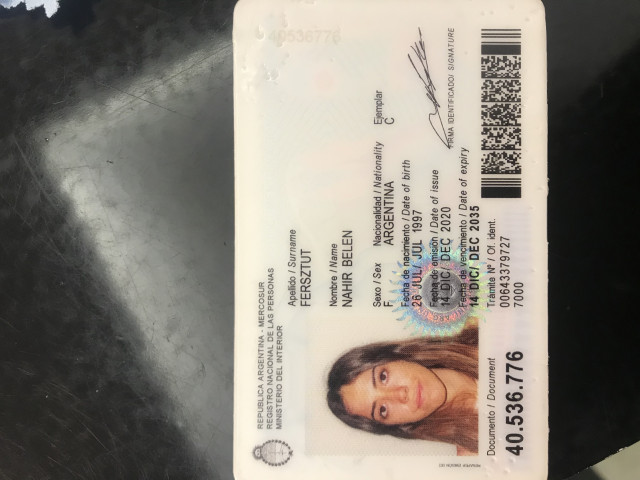 REPUBLICA ARGENTINA - MERCOSUR
REGISTRO NACIONAL DE LAS PERSONAS
MINISTERIO DEL INTERIOR
40536776
Apellido / Surname
FERSZTUT
Nombre / Name
NAHIR BELEN
Sexo / Sex Nacionalidad / Nationality Ejemplar
F ARGENTINA C
Fecha de nacimiento / Date of birth
26 JUL/ JUL 1997
Fecha de emisión / Date of issue
14 DIC/ DEC 2020
Fecha de vencimiento / Date of expiry
14 DIC/ DEC 2035
FIRMA IDENTIFICADO/ SIGNATURE
Trámite Nº / Of. ident.
00643379727
7000
Documento / Document
40.536.776